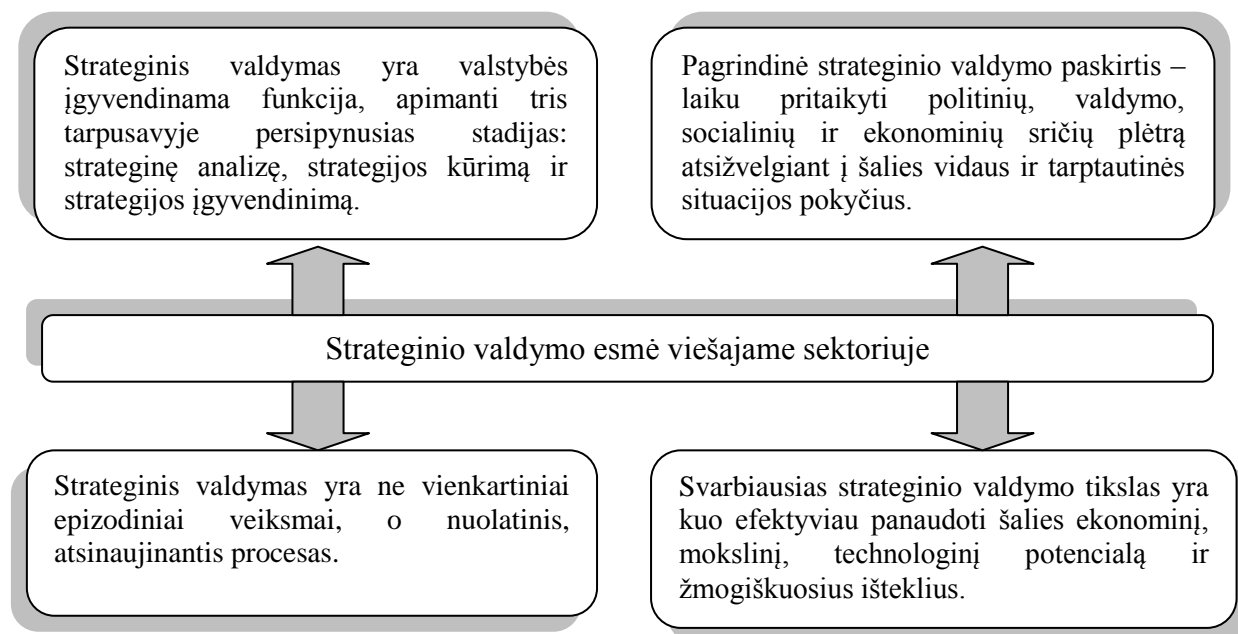 Strateginis valdymas yra valstybės
įgyvendinama funkcija, apimanti tris
tarpusavyje persipynusias stadijas:
strateginę analizę, strategijos kūrimą ir
strategijos įgyvendinimą.
Pagrindinė strateginio valdymo paskirtis –
laiku pritaikyti politinių, valdymo,
socialinių ir ekonominių sričių plėtrą
atsižvelgiant į šalies vidaus ir tarptautinės
situacijos pokyčius.
Strateginio valdymo esmė viešajame sektoriuje
Strateginis valdymas yra ne vienkartiniai
epizodiniai veiksmai, o nuolatinis,
atsinaujinantis procesas.
Svarbiausias strateginio valdymo tikslas yra
kuo efektyviau panaudoti šalies ekonominį,
mokslinį, technologinį potencialą ir
žmogiškuosius išteklius.